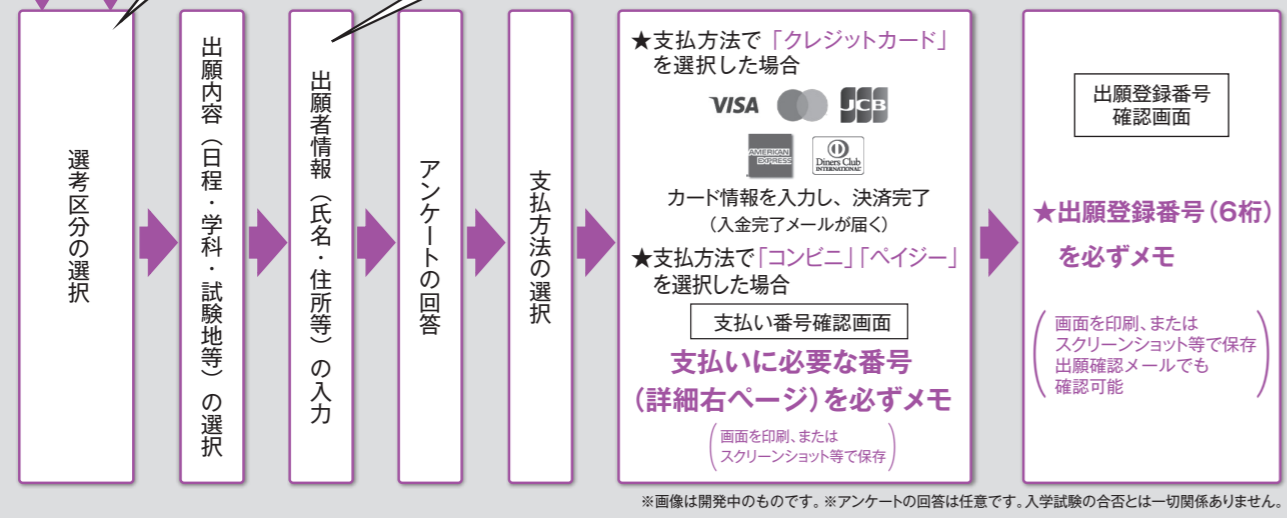 選考区分の選択
出願内容（日程・学科・試験地等）の選択
出願者情報（氏名・住所等）の入力
アンケートの回答
支払方法の選択
★支払方法で「クレジットカード」
を選択した場合
VISA
JCB
AMERICAN
EXPRESS
Diners Club
INTERNATIONAL
カード情報を入力し、決済完了
（入金完了メールが届く）
★支払方法で「コンビニ」「ペイジー」
を選択した場合
支払い番号確認画面
支払いに必要な番号
（詳細右ページ）を必ずメモ
（画面を印刷、または
スクリーンショット等で保存）
出願登録番号
確認画面
★出願登録番号（6桁）
を必ずメモ
（画面を印刷、または
スクリーンショット等で保存
出願確認メールでも
確認可能）
※画像は開発中のものです。※アンケートの回答は任意です。入学試験の合否とは一切関係ありません。